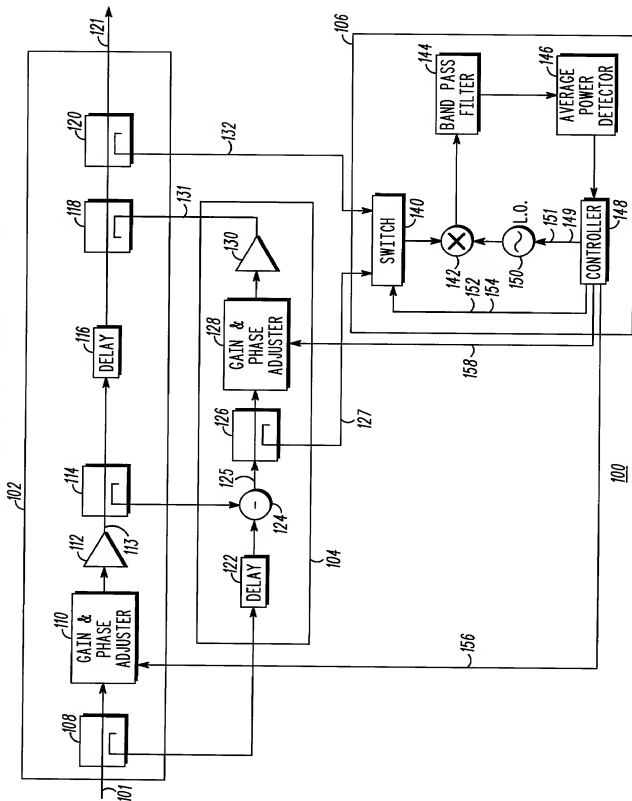 102
106
101
108
110
GAIN &
PHASE
ADJUSTER
112
113
114
116
DELAY
118
120
121
122
DELAY
124
-
125
126
128
GAIN &
PHASE
ADJUSTER
130
131
132
104
127
SWITCH
140
142
144
BAND PASS
FILTER
146
AVERAGE
POWER
DETECTOR
L.O.
150
151
149
152
154
CONTROLLER
148
158
156
100